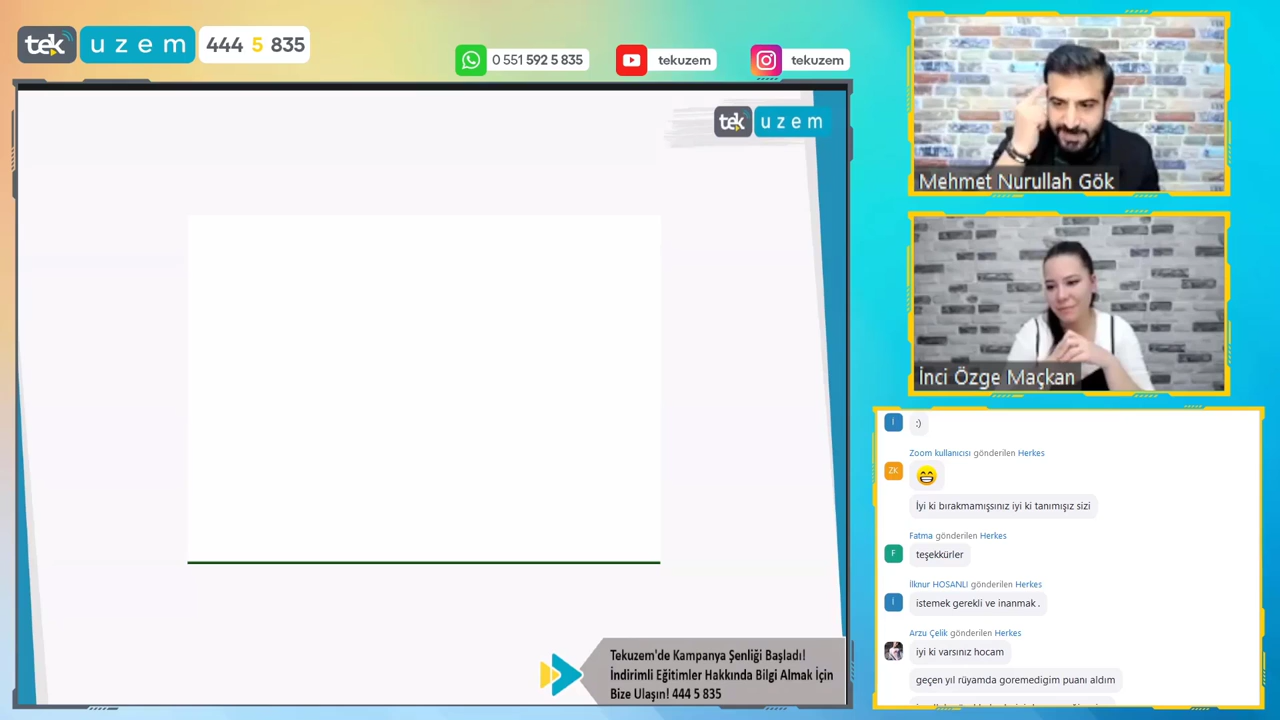 tek uzem 444 5 835
0 551 592 5 835
tekuzem
tekuzem
tek uzem
Tekuzem'de Kampanya Şenliği Başladı!
İndirimli Eğitimler Hakkında Bilgi Almak İçin
Bize Ulaşın! 444 5 835
Mehmet Nurullah Gök
İnci Özge Maçkan
I
:)
Zoom kullanıcısı gönderilen Herkes
ZK
İyi ki bırakmamışsınız iyi ki tanımışız sizi
Fatma gönderilen Herkes
F
teşekkürler
İlknur HOSANLI gönderilen Herkes
I
istemek gerekli ve inanmak .
Arzu Çelik gönderilen Herkes
iyi ki varsınız hocam
geçen yıl rüyamda goremedigim puanı aldım